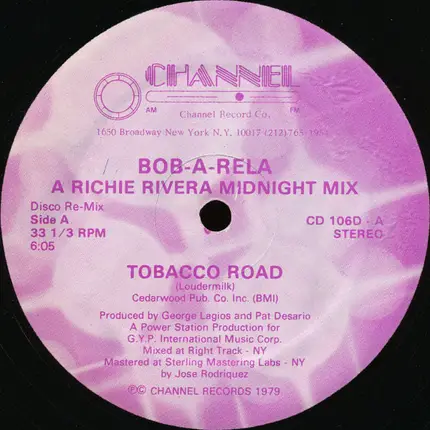 CHANNEL
AM FM
Channel Record Co.
1650 Broadway New York N.Y. 10017 (212) 765-
BOB-A-RELA
A RICHIE RIVERA MIDNIGHT MIX
Disco Re-Mix
Side A
33 1/3 RPM
6:05
CD 106D - A
STEREO
TOBACCO ROAD
(Loudermilk)
Cedarwood Pub. Co. Inc. (BMI)
Produced by George Lagios and Pat Desario
A Power Station Production for
G.Y.P. International Music Corp.
Mixed at Right Track - NY
Mastered at Sterling Mastering Labs - NY
by Jose Rodriquez
℗© CHANNEL RECORDS 1979